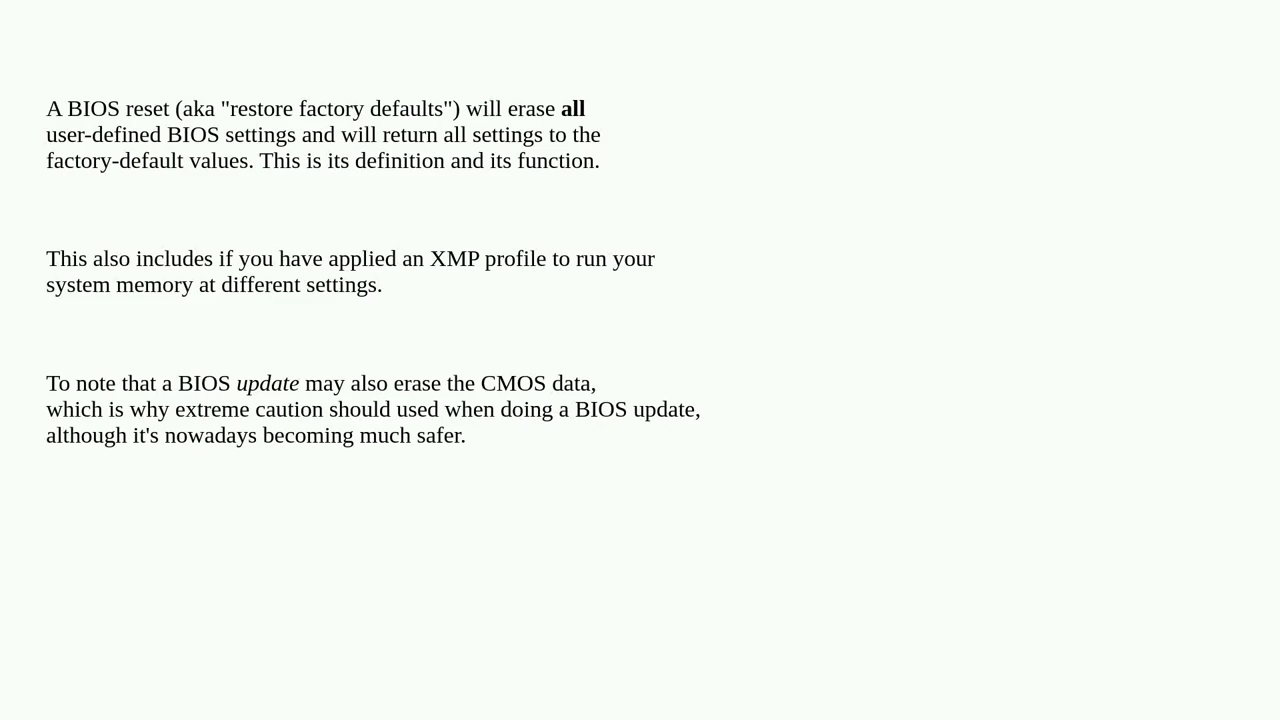 A BIOS reset (aka "restore factory defaults") will erase all
user-defined BIOS settings and will return all settings to the
factory-default values. This is its definition and its function.
This also includes if you have applied an XMP profile to run your
system memory at different settings.
To note that a BIOS update may also erase the CMOS data,
which is why extreme caution should used when doing a BIOS update,
although it's nowadays becoming much safer.